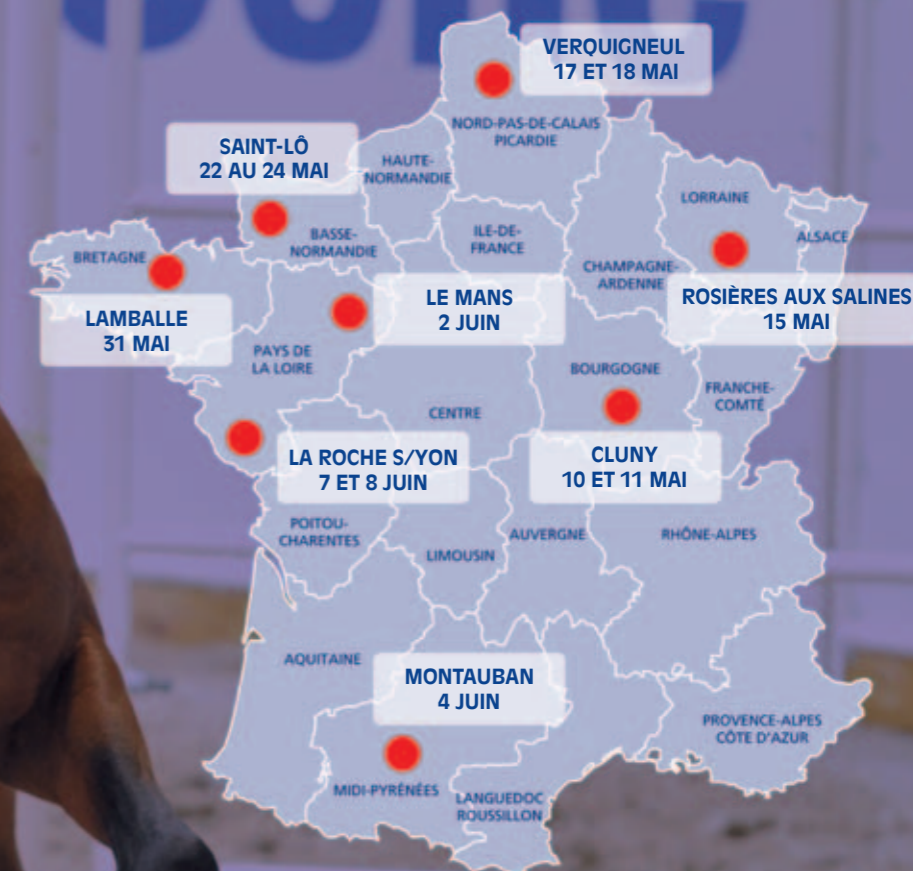 VERQUIGNEUL
17 ET 18 MAI
NORD-PAS-DE-CALAIS
PICARDIE
SAINT-LÔ
22 AU 24 MAI
HAUTE-
NORMANDIE
LORRAINE
BASSE-
NORMANDIE
ILE-DE-
FRANCE
ALSACE
BRETAGNE
CHAMPAGNE-
ARDENNE
LE MANS
2 JUIN
ROSIÈRES AUX SALINES
15 MAI
LAMBALLE
31 MAI
PAYS DE
LA LOIRE
BOURGOGNE
FRANCHE-
COMTÉ
CENTRE
LA ROCHE S/YON
7 ET 8 JUIN
CLUNY
10 ET 11 MAI
POITOU-
CHARENTES
LIMOUSIN
AUVERGNE
RHÔNE-ALPES
AQUITAINE
MONTAUBAN
4 JUIN
PROVENCE-ALPES
CÔTE D'AZUR
MIDI-PYRÉNÉES
LANGUEDOC
ROUSSILLON